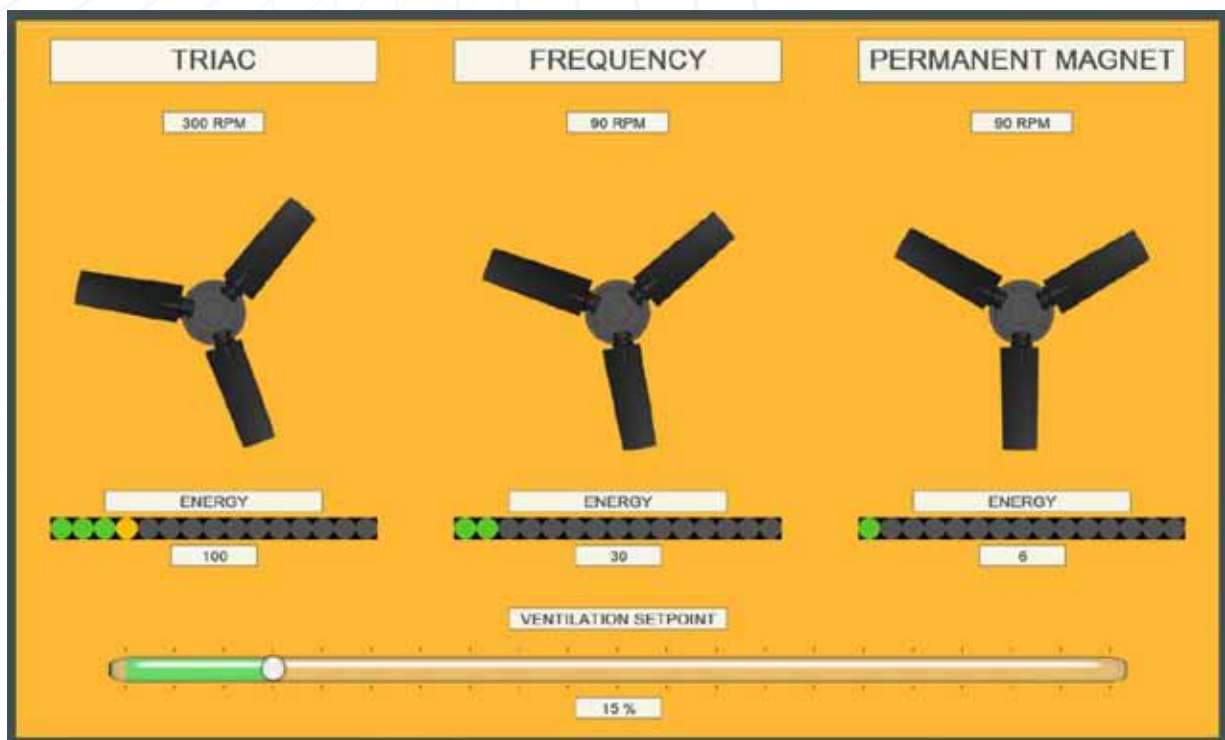 TRIAC
FREQUENCY
PERMANENT MAGNET
300 RPM
90 RPM
90 RPM
ENERGY
ENERGY
ENERGY
100
30
6
VENTILATION SETPOINT
15 %